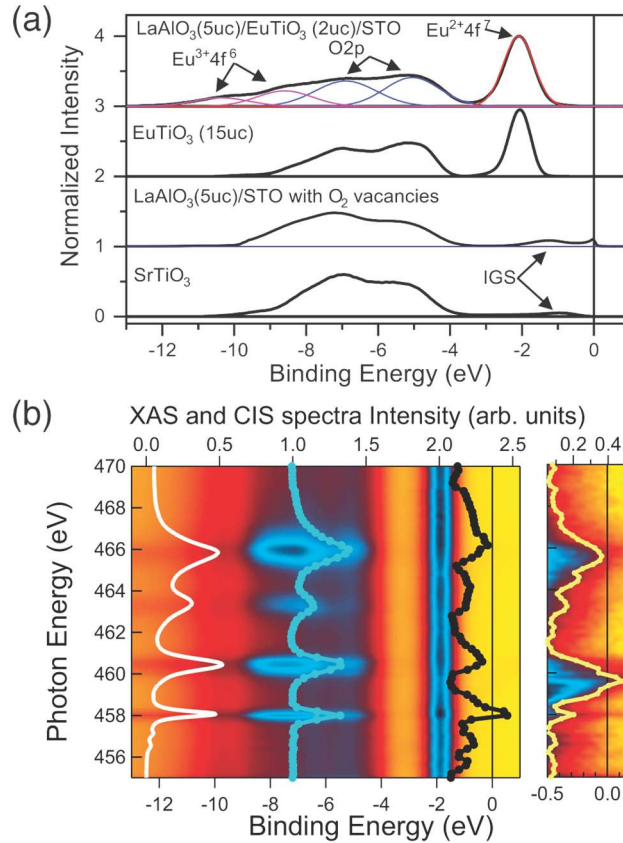 (a)
LaAlO3(5uc)/EuTiO3 (2uc)/STO
Eu3+4f6
O2p
Eu2+4f7
EuTiO3 (15uc)
LaAlO3(5uc)/STO with O2 vacancies
SrTiO3
IGS
Normalized Intensity
4
3
2
1
0
-12 -10 -8 -6 -4 -2 0
Binding Energy (eV)
(b)
XAS and CIS spectra Intensity (arb. units)
0.0 0.5 1.0 1.5 2.0 2.5 0.2 0.4
Photon Energy (eV)
470
468
466
464
462
460
458
456
-12 -10 -8 -6 -4 -2 0 -0.5 0.0
Binding Energy (eV)